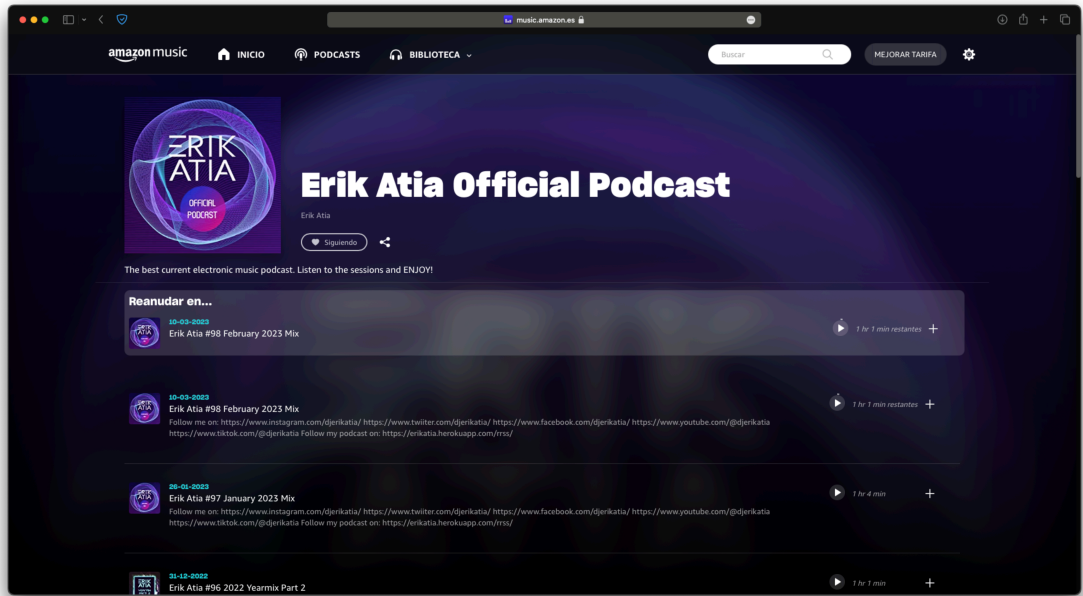 music.amazon.es
amazon music
INICIO
PODCASTS
BIBLIOTECA
Buscar
MEJORAR TARIFA
ERIK
ATIA
OFFICIAL
PODCAST
Erik Atia Official Podcast
Erik Atia
Siguiendo
The best current electronic music podcast. Listen to the sessions and ENJOY!
Reanudar en...
10-03-2023
Erik Atia #98 February 2023 Mix
1 hr 1 min restantes
10-03-2023
Erik Atia #98 February 2023 Mix
1 hr 1 min restantes
Follow me on: https://www.instagram.com/djerikatia/ https://www.twiiter.com/djerikatia/ https://www.facebook.com/djerikatia/ https://www.youtube.com/@djerikatia
https://www.tiktok.com/@djerikatia Follow my podcast on: https://erikatia.herokuapp.com/rrss/
26-01-2023
Erik Atia #97 January 2023 Mix
1 hr 4 min
Follow me on: https://www.instagram.com/djerikatia/ https://www.twiiter.com/djerikatia/ https://www.facebook.com/djerikatia/ https://www.youtube.com/@djerikatia
https://www.tiktok.com/@djerikatia Follow my podcast on: https://erikatia.herokuapp.com/rrss/
31-12-2022
Erik Atia #96 2022 Yearmix Part 2
1 hr 1 min